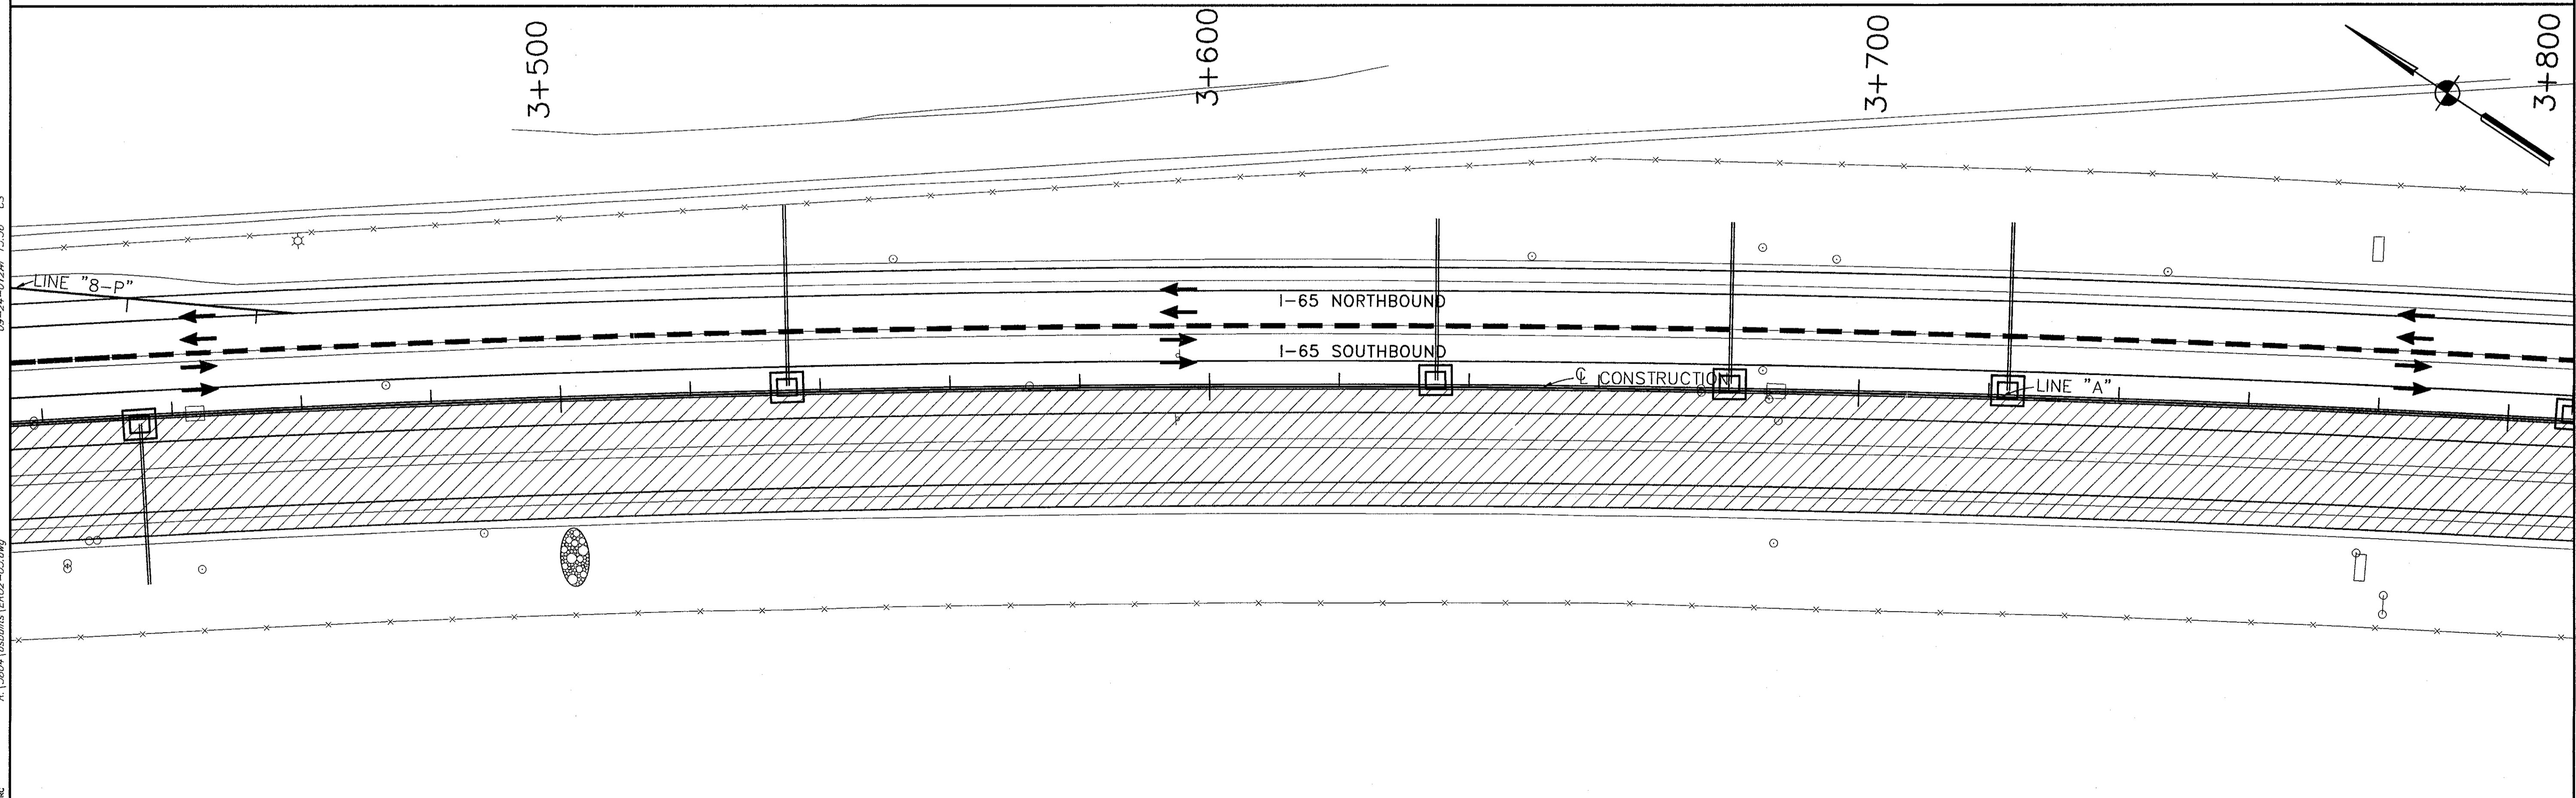 3+500
3+600
3+700
3+800
LINE "8-P"
I-65 NORTHBOUND
I-65 SOUTHBOUND
℄ CONSTRUCTION
LINE "A"